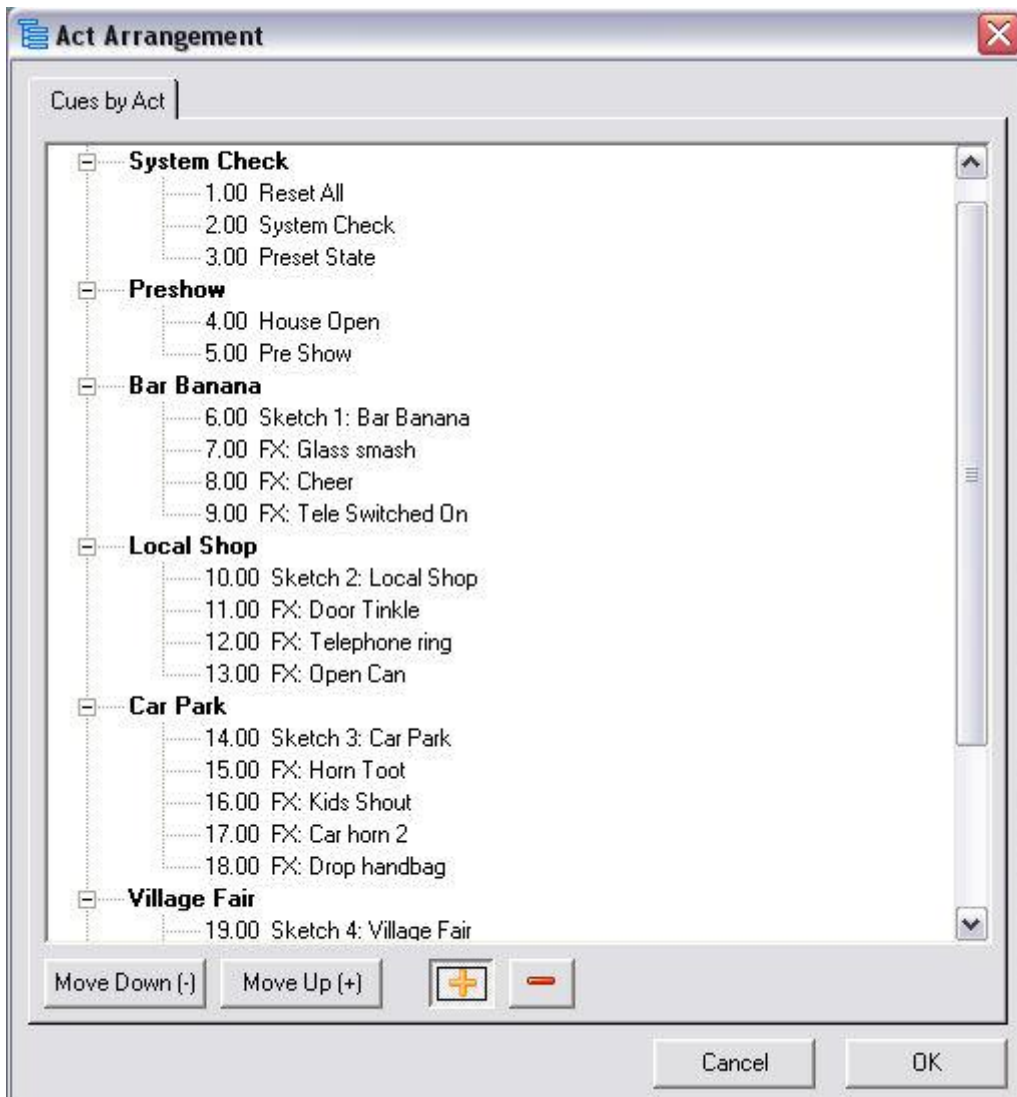 Act Arrangement
Cues by Act
System Check
1.00 Reset All
2.00 System Check
3.00 Preset State
Preshow
4.00 House Open
5.00 Pre Show
Bar Banana
6.00 Sketch 1: Bar Banana
7.00 FX: Glass smash
8.00 FX: Cheer
9.00 FX: Tele Switched On
Local Shop
10.00 Sketch 2: Local Shop
11.00 FX: Door Tinkle
12.00 FX: Telephone ring
13.00 FX: Open Can
Car Park
14.00 Sketch 3: Car Park
15.00 FX: Horn Toot
16.00 FX: Kids Shout
17.00 FX: Car horn 2
18.00 FX: Drop handbag
Village Fair
19.00 Sketch 4: Village Fair
Move Down (-) Move Up (+)
Cancel OK